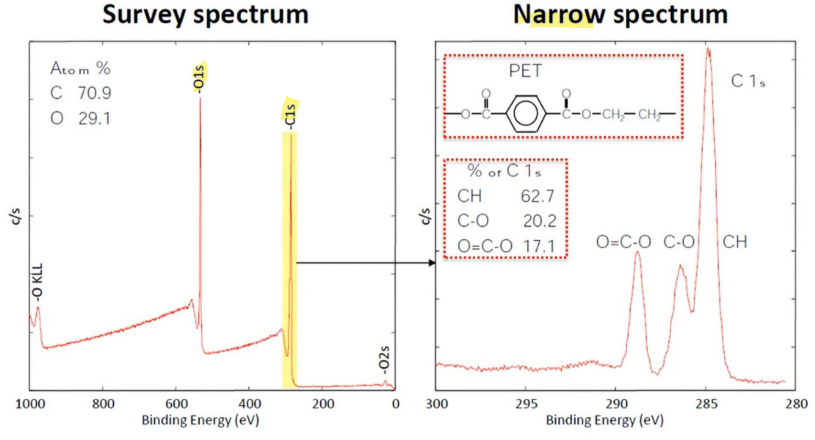 Survey spectrum
Atom %
C 70.9
O 29.1
-O KLL
-O1s
-C1s
-O2s
c/s
1000 800 600 400 200 0
Binding Energy (eV)
Narrow spectrum
PET
O O
O-C C-O-CH2-CH2
C 1s
% of C 1s
CH 62.7
C-O 20.2
O=C-O 17.1
O=C-O C-O CH
c/s
300 295 290 285 280
Binding Energy (eV)